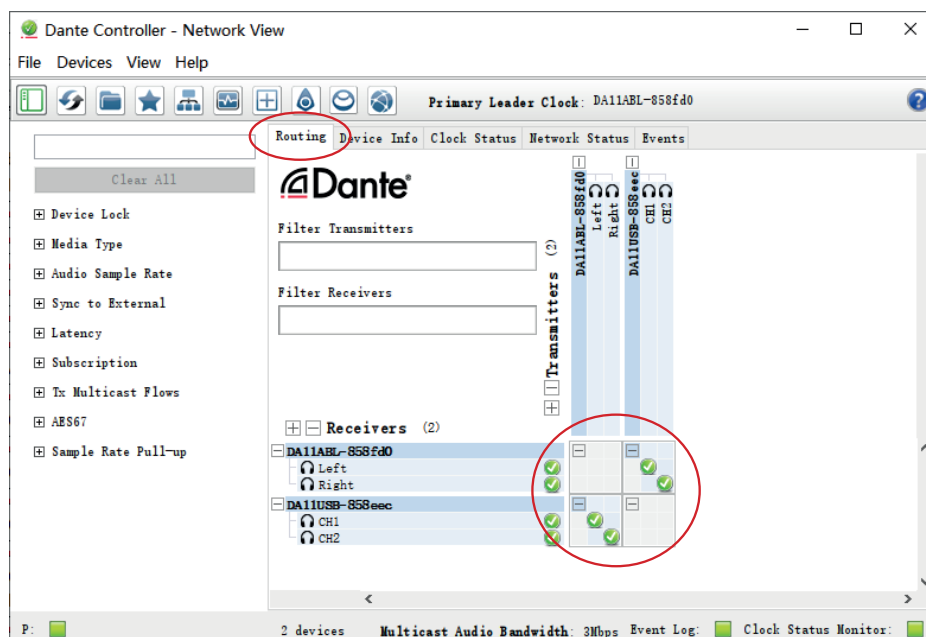 Dante Controller - Network View
File Devices View Help
Primary Leader Clock: DA11ABL-858fd0
Routing Device Info Clock Status Network Status Events
Clear All
Device Lock
Media Type
Audio Sample Rate
Sync to External
Latency
Subscription
Tx Multicast Flows
AES67
Sample Rate Pull-up
Dante®
Filter Transmitters
Filter Receivers
Transmitters (2)
DA11ABL-858fd0
Left
Right
DA11USB-858eec
CH1
CH2
Receivers (2)
DA11ABL-858fd0
Left
Right
DA11USB-858eec
CH1
CH2
P: 2 devices Multicast Audio Bandwidth: 3Mbps Event Log: Clock Status Monitor: